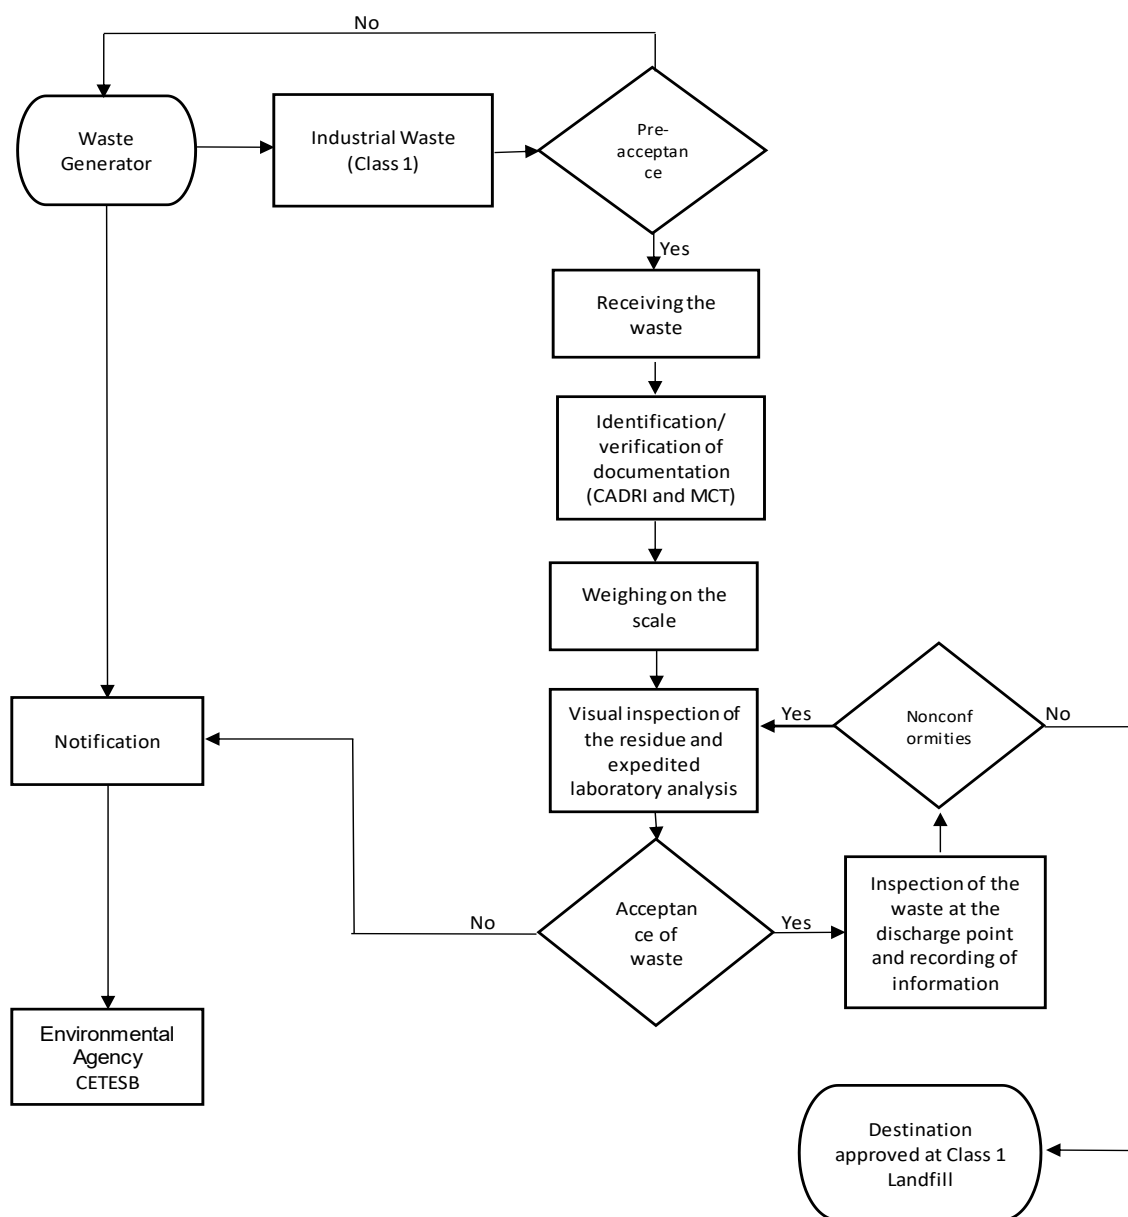 No
Waste
Generator
Industrial Waste
(Class 1)
Pre-
acceptan
ce
Yes
Receiving the
waste
Identification/
verification of
documentation
(CADRI and MCT)
Weighing on the
scale
Visual inspection of
the residue and
expedited
laboratory analysis
Yes
Nonconf
ormities
No
Notification
Acceptan
ce of
waste
No
Yes
Inspection of the
waste at the
discharge point
and recording of
information
Environmental
Agency
CETESB
Destination
approved at Class 1
Landfill